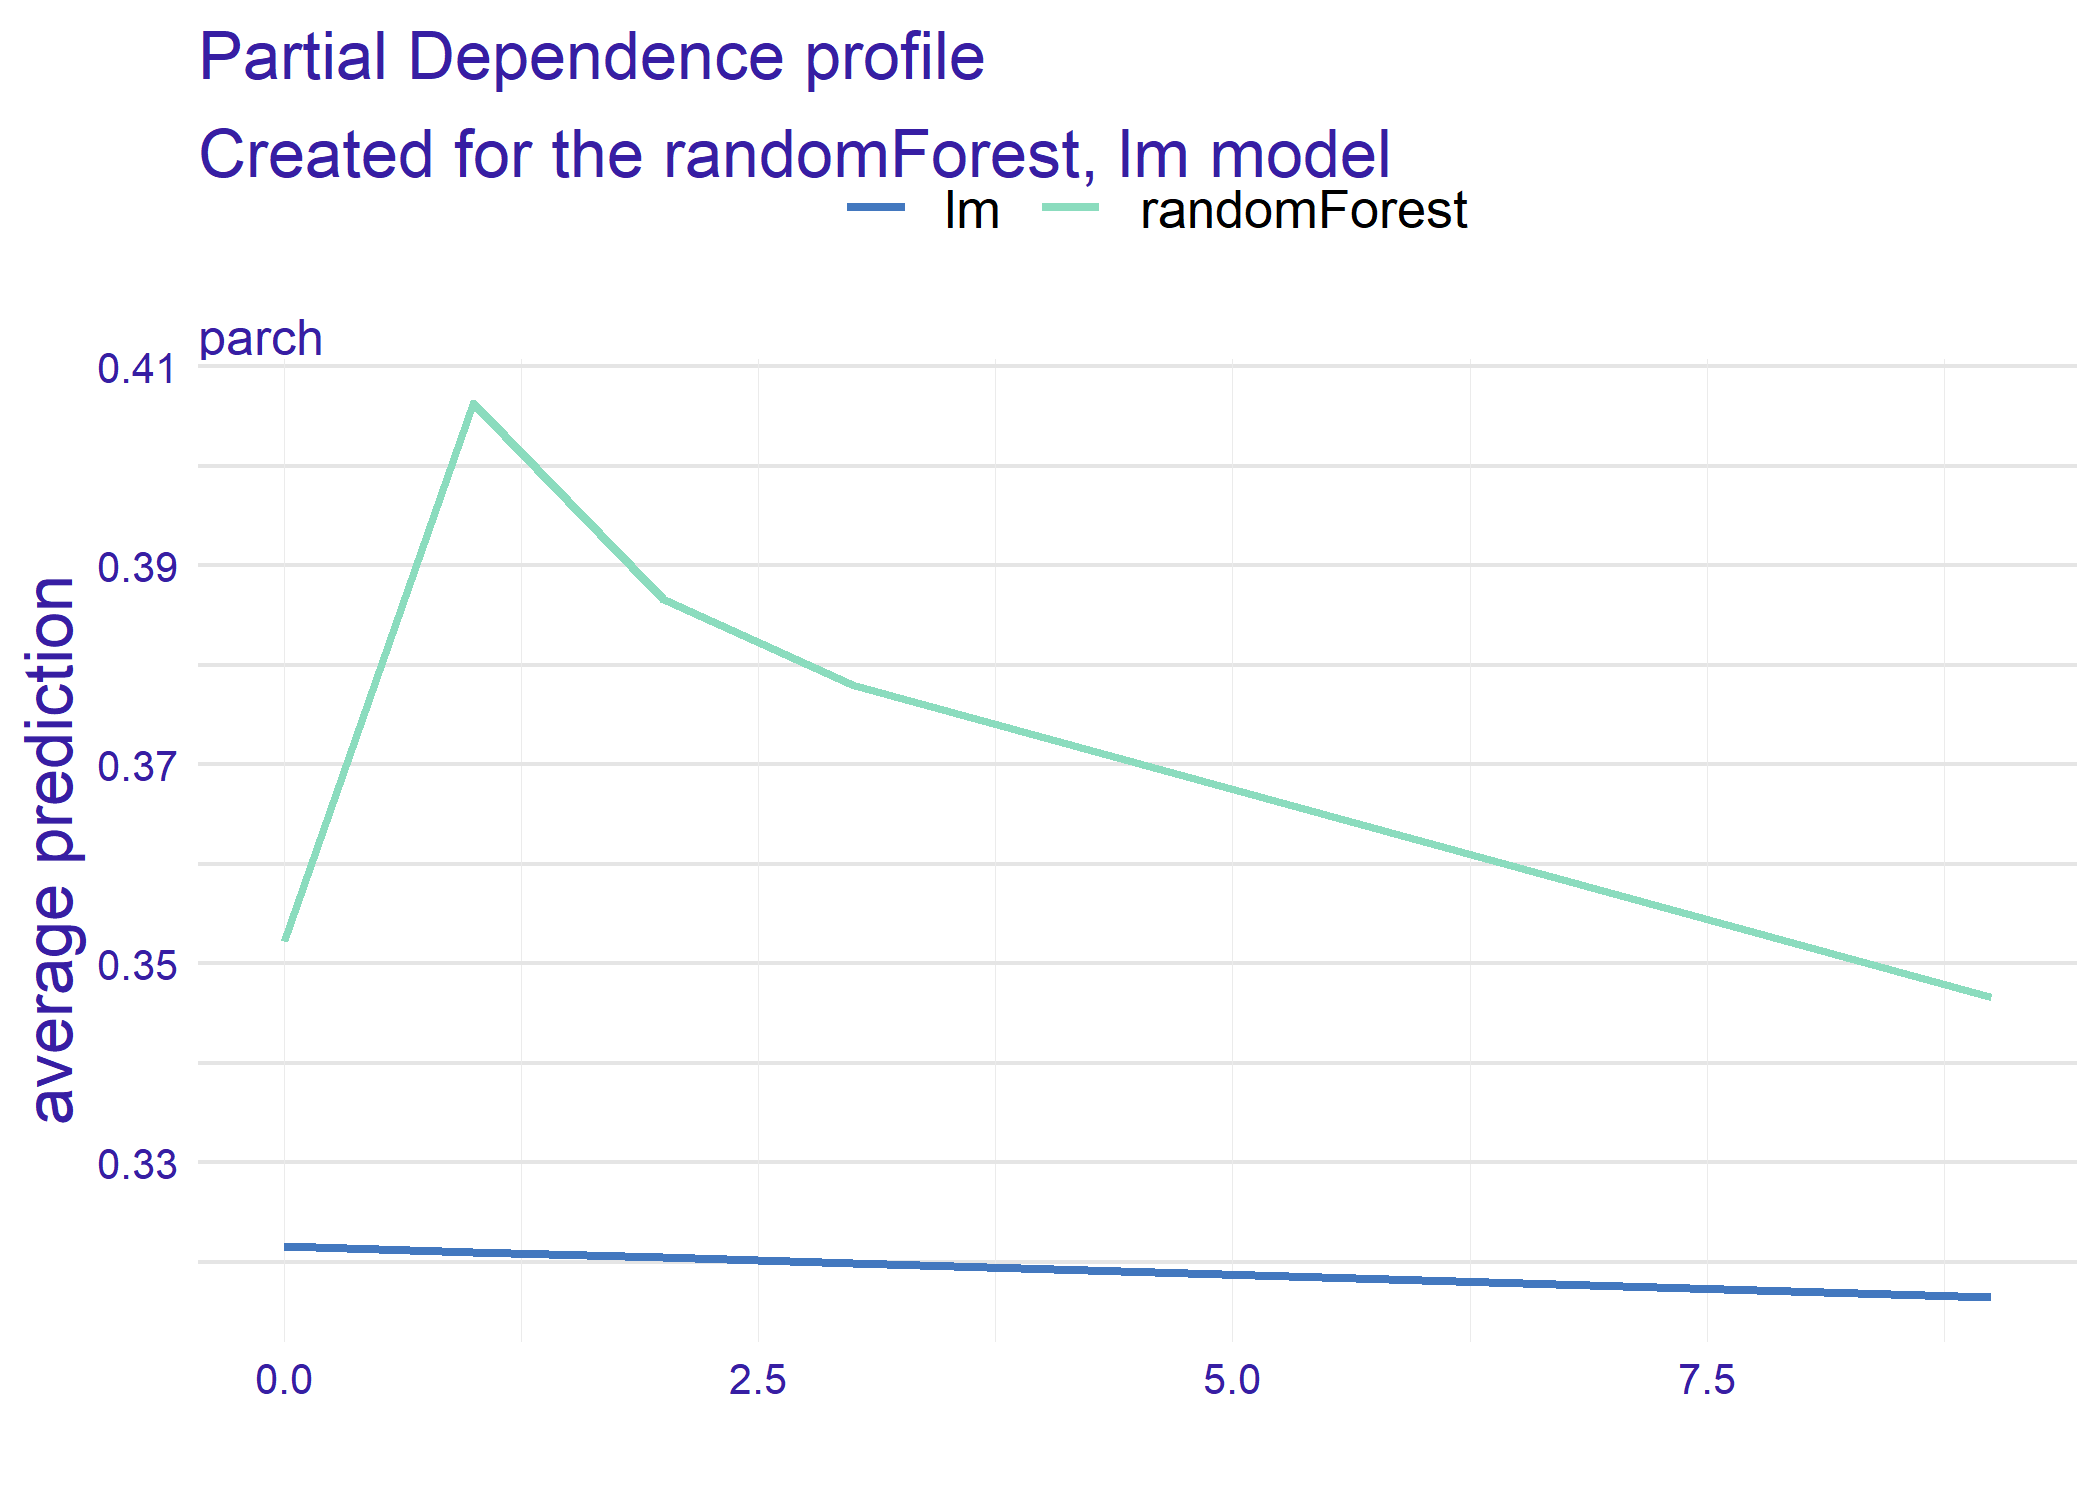 Partial Dependence profile
Created for the randomForest, lm model
lm randomForest
parch
0.41
0.39
0.37
0.35
0.33
average prediction
0.0 2.5 5.0 7.5